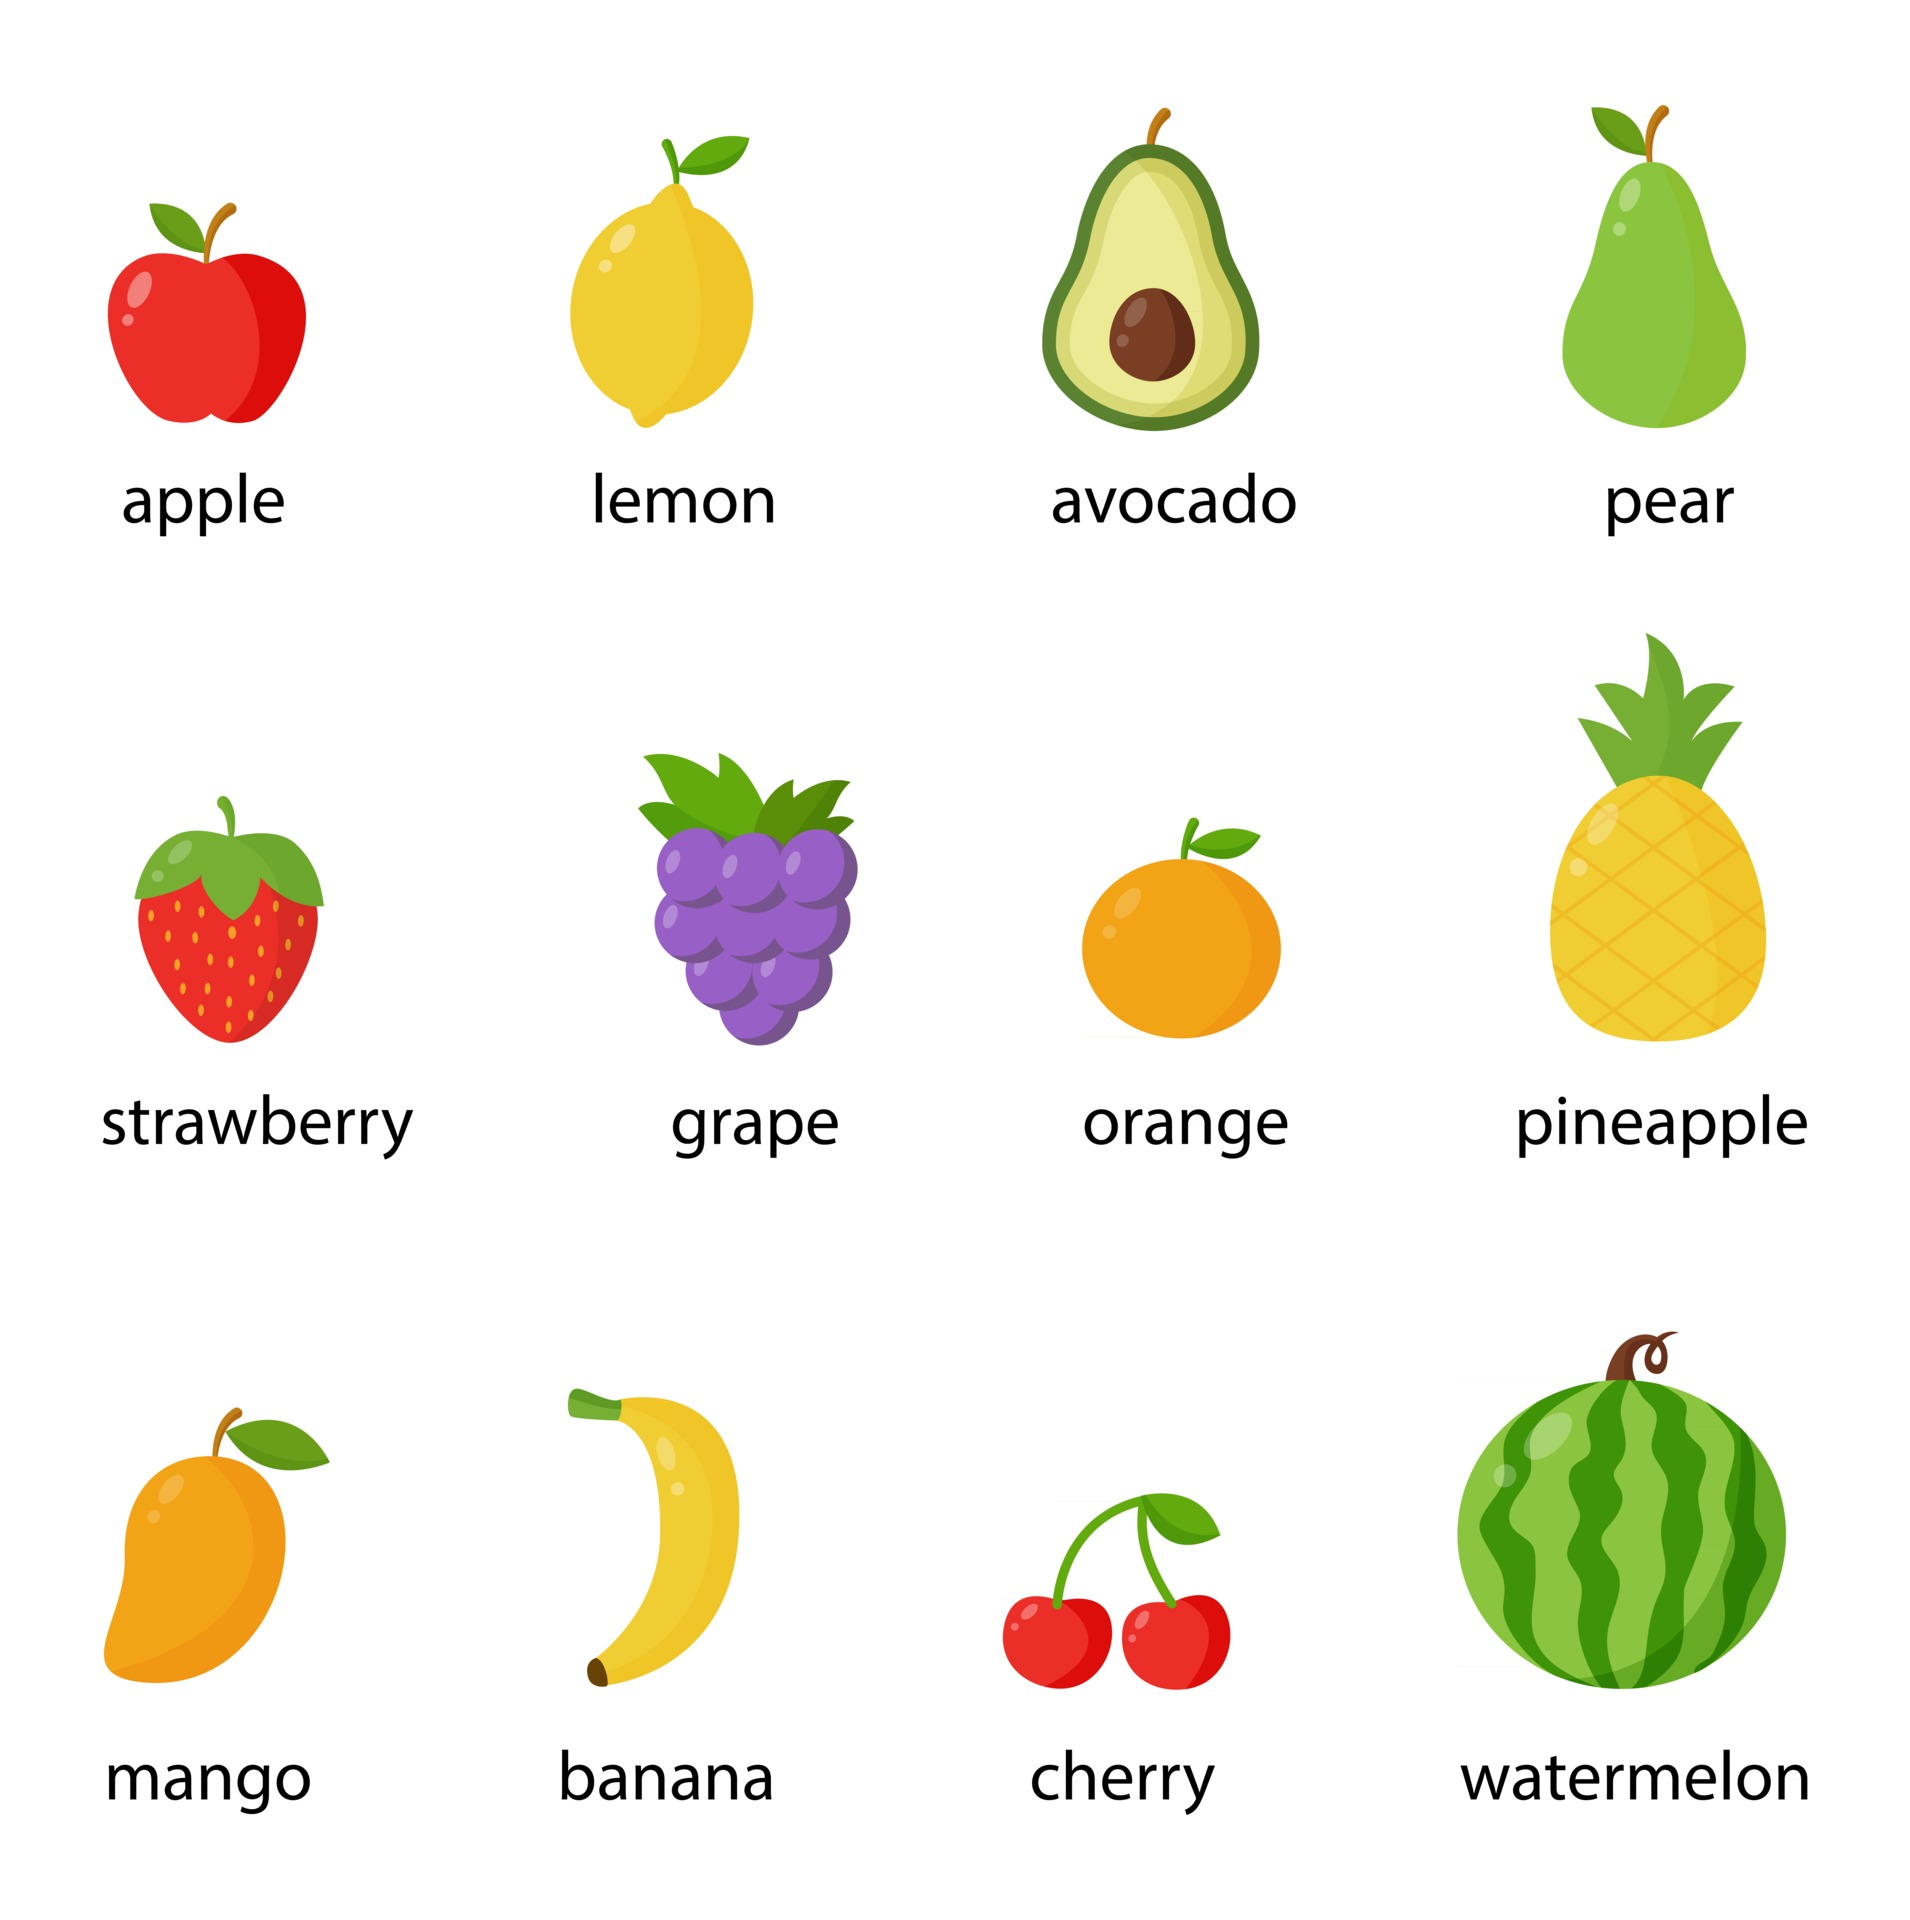 apple
lemon
avocado
pear
strawberry
grape
orange
pineapple
mango
banana
cherry
watermelon